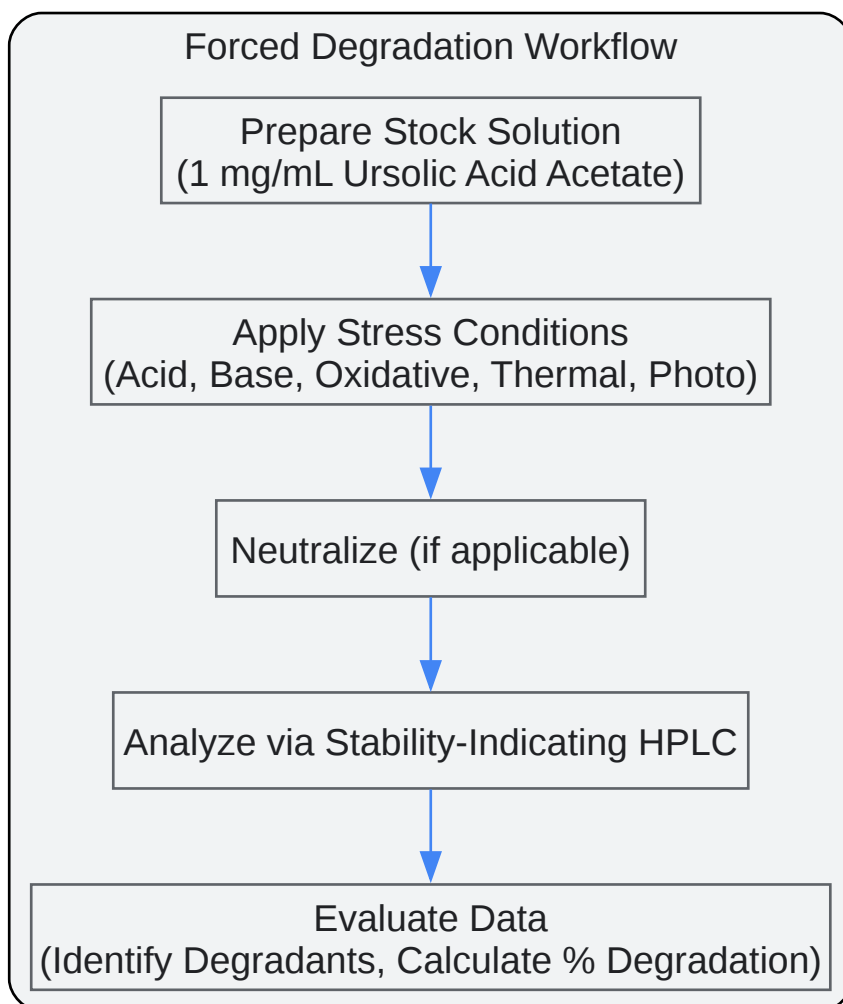 Forced Degradation Workflow
Prepare Stock Solution
(1 mg/mL Ursolic Acid Acetate)
Apply Stress Conditions
(Acid, Base, Oxidative, Thermal, Photo)
Neutralize (if applicable)
Analyze via Stability-Indicating HPLC
Evaluate Data
(Identify Degradants, Calculate % Degradation)